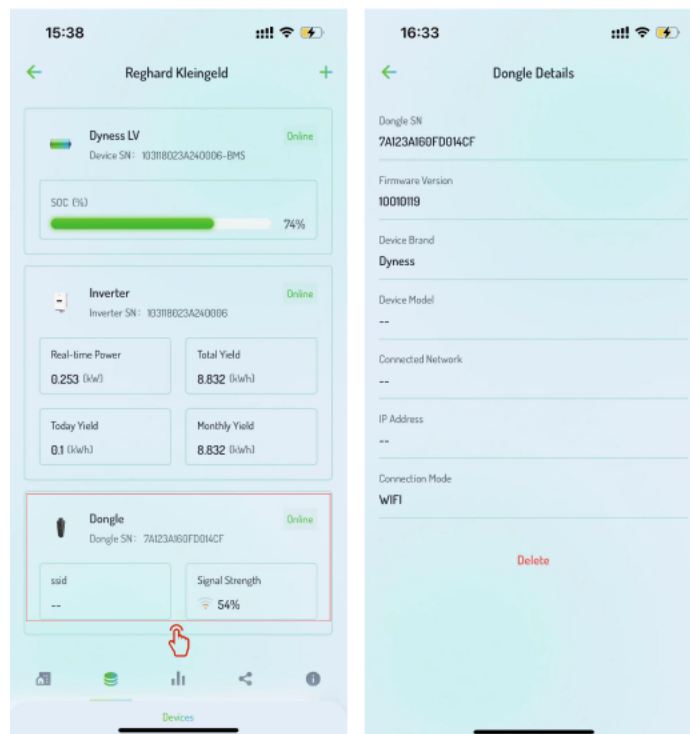 15:38
Reghard Kleingeld
Dyness LV
Online
Device SN: 103118023A240006-BMS
SOC (%)
74%
Inverter
Online
Inverter SN: 103118023A240006
Real-time Power
Total Yield
0.253 (kW)
8.832 (kWh)
Today Yield
Monthly Yield
0.1 (kWh)
8.832 (kWh)
Dongle
Online
Dongle SN: 7A123A160FD014CF
ssid
Signal Strength
--
54%
Devices
16:33
Dongle Details
Dongle SN
7A123A160FD014CF
Firmware Version
10010119
Device Brand
Dyness
Device Model
--
Connected Network
--
IP Address
--
Connection Mode
WIFI
Delete